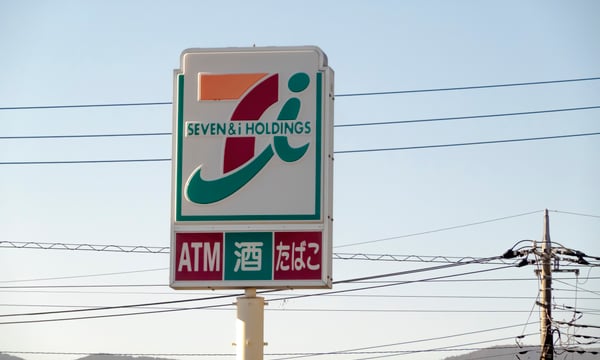 SEVEN & i HOLDINGS
ATM 酒 たばこ